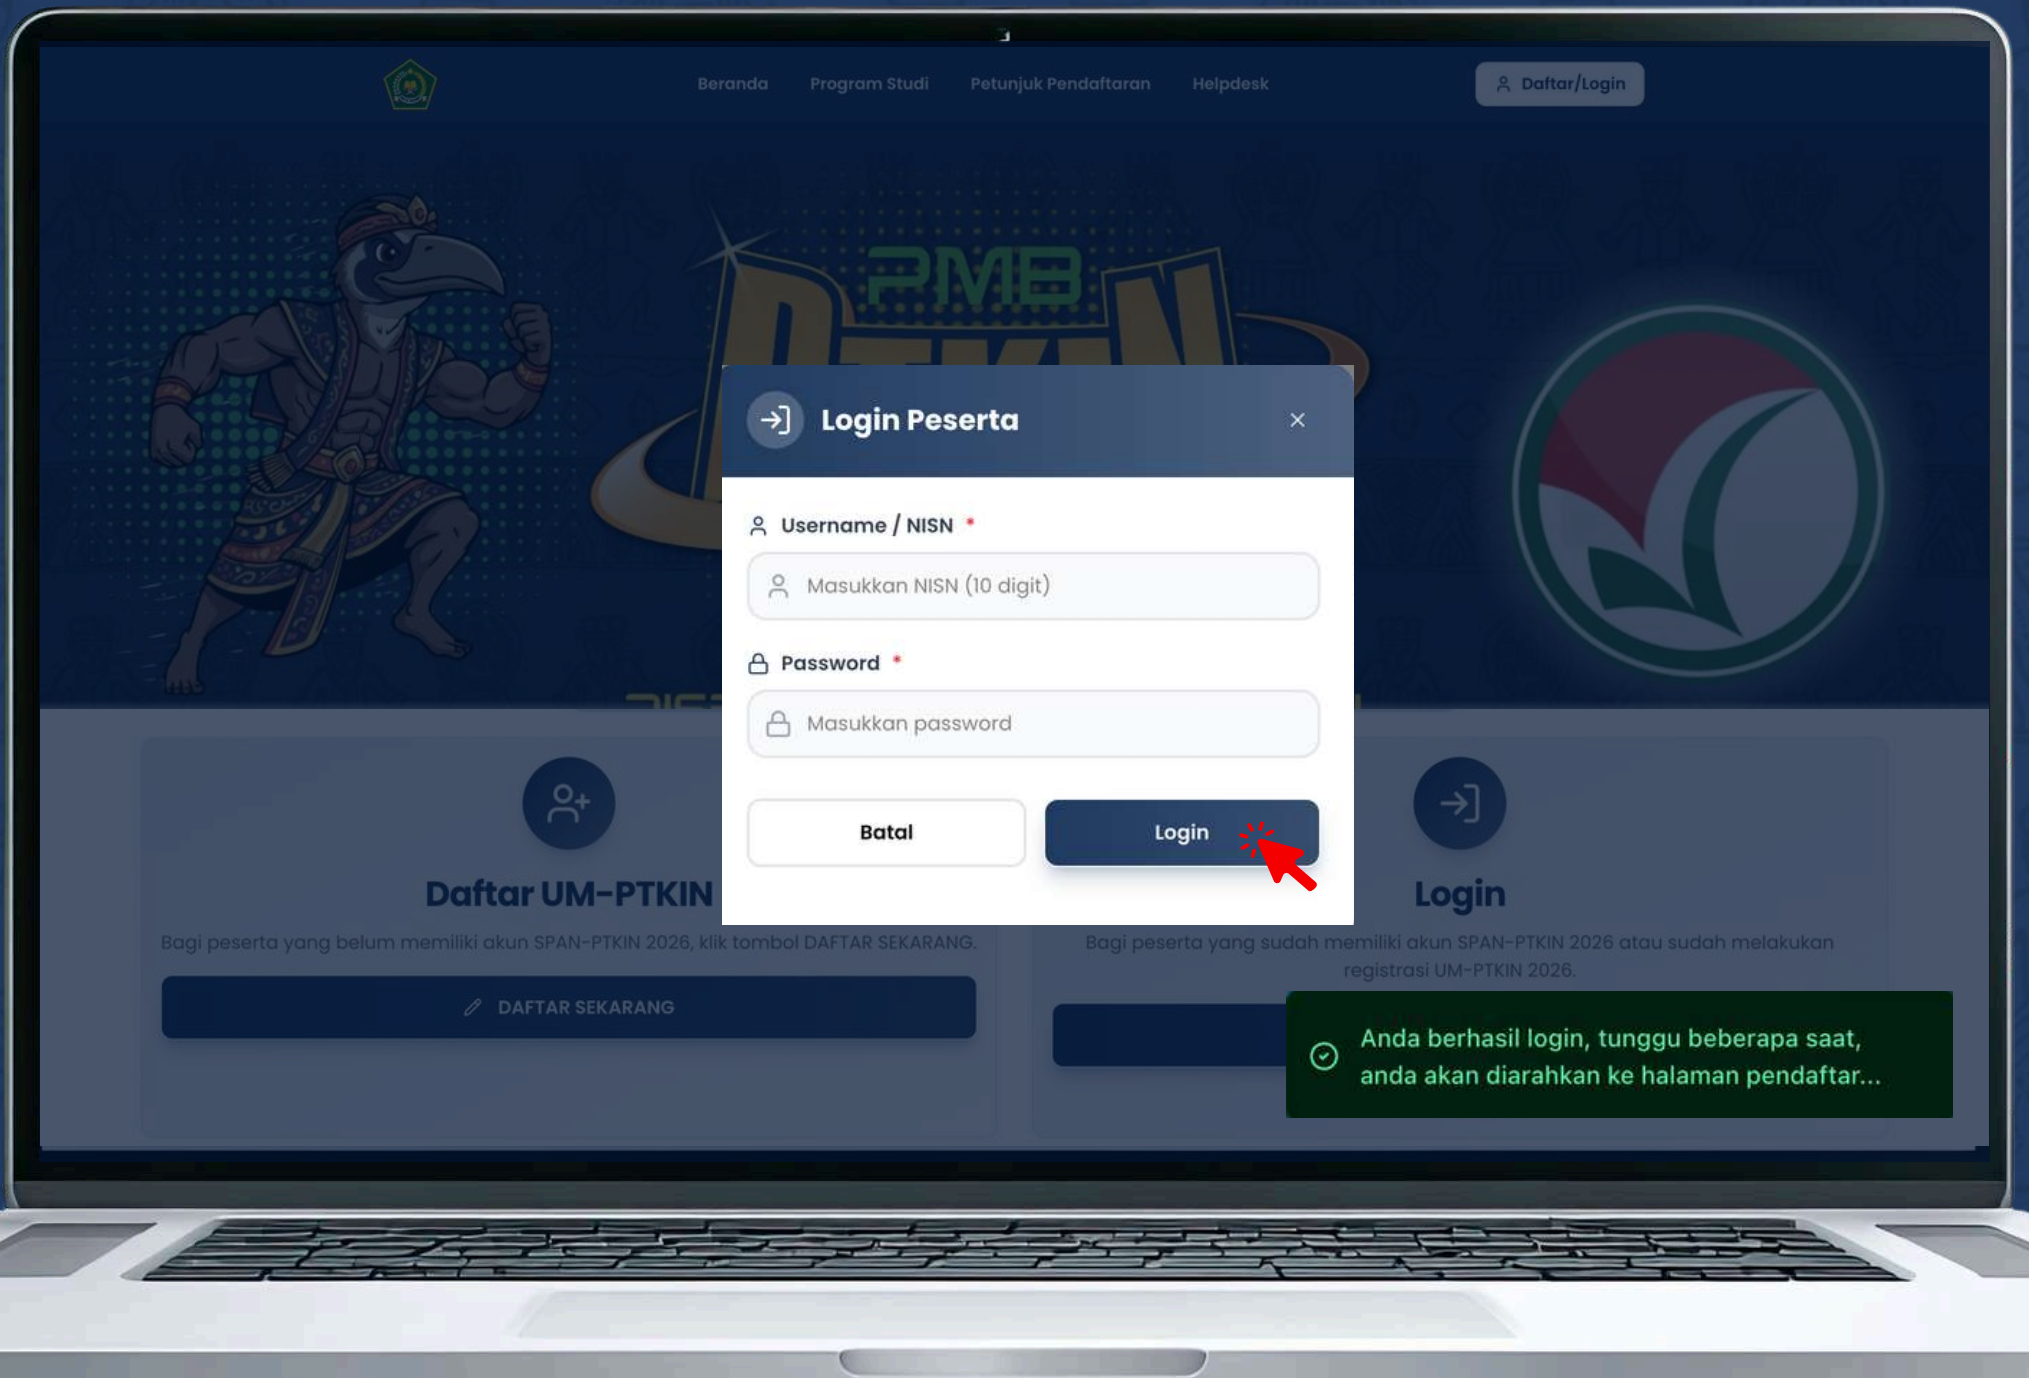 Beranda
Program Studi
Petunjuk Pendaftaran
Helpdesk
Daftar/Login
PMB
PTKIN
Login Peserta
Username / NISN *
Masukkan NISN (10 digit)
Password *
Masukkan password
Batal
Login
Daftar UM-PTKIN
Bagi peserta yang belum memiliki akun SPAN-PTKIN 2026, klik tombol DAFTAR SEKARANG.
DAFTAR SEKARANG
Login
Bagi peserta yang sudah memiliki akun SPAN-PTKIN 2026 atau sudah melakukan
registrasi UM-PTKIN 2026.
Anda berhasil login, tunggu beberapa saat,
anda akan diarahkan ke halaman pendaftar...